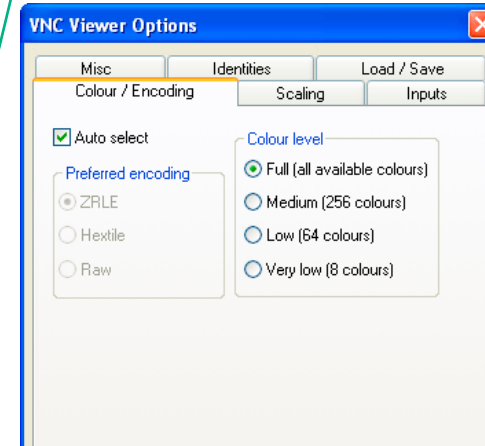 VNC Viewer Options
Misc
Identities
Load / Save
Colour / Encoding
Scaling
Inputs
Auto select
Preferred encoding
ZRLE
Hextile
Raw
Colour level
Full (all available colours)
Medium (256 colours)
Low (64 colours)
Very low (8 colours)